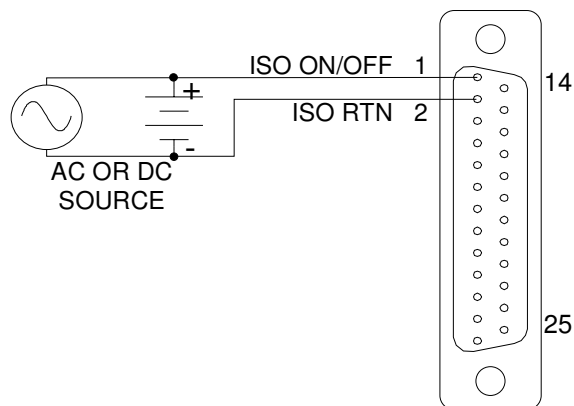 ISO ON/OFF 1
14
+
ISO RTN 2
-
AC OR DC
SOURCE
25